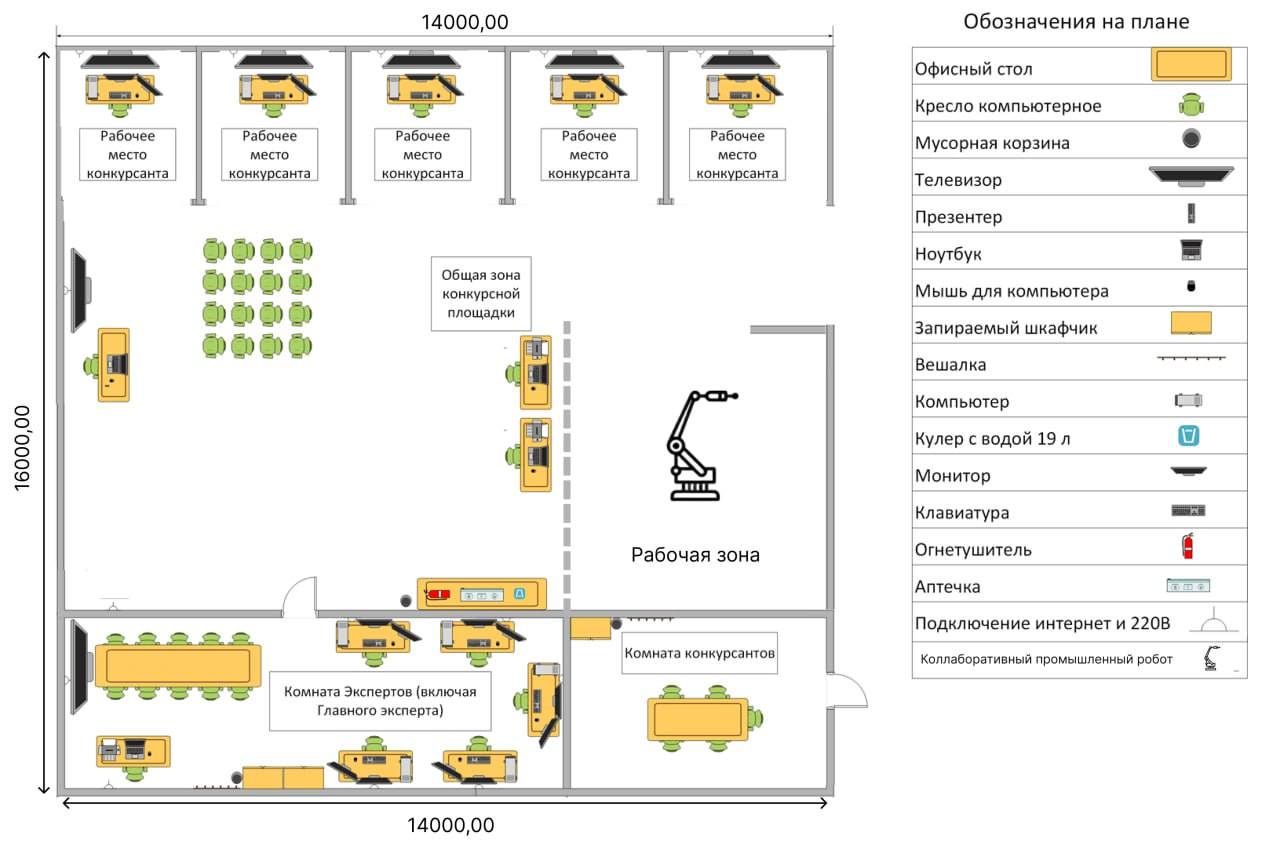 14000,00
Обозначения на плане
Рабочее
место
конкурсанта
Рабочее
место
конкурсанта
Рабочее
место
конкурсанта
Рабочее
место
конкурсанта
Рабочее
место
конкурсанта
Общая зона
конкурсной
площадки
16000,00
Рабочая зона
Комната Экспертов (включая
Главного эксперта)
Комната конкурсантов
14000,00
Офисный стол
Кресло компьютерное
Мусорная корзина
Телевизор
Презентер
Ноутбук
Мышь для компьютера
Запираемый шкафчик
Вешалка
Компьютер
Кулер с водой 19 л
Монитор
Клавиатура
Огнетушитель
Аптечка
Подключение интернет и 220В
Коллаборативный промышленный робот